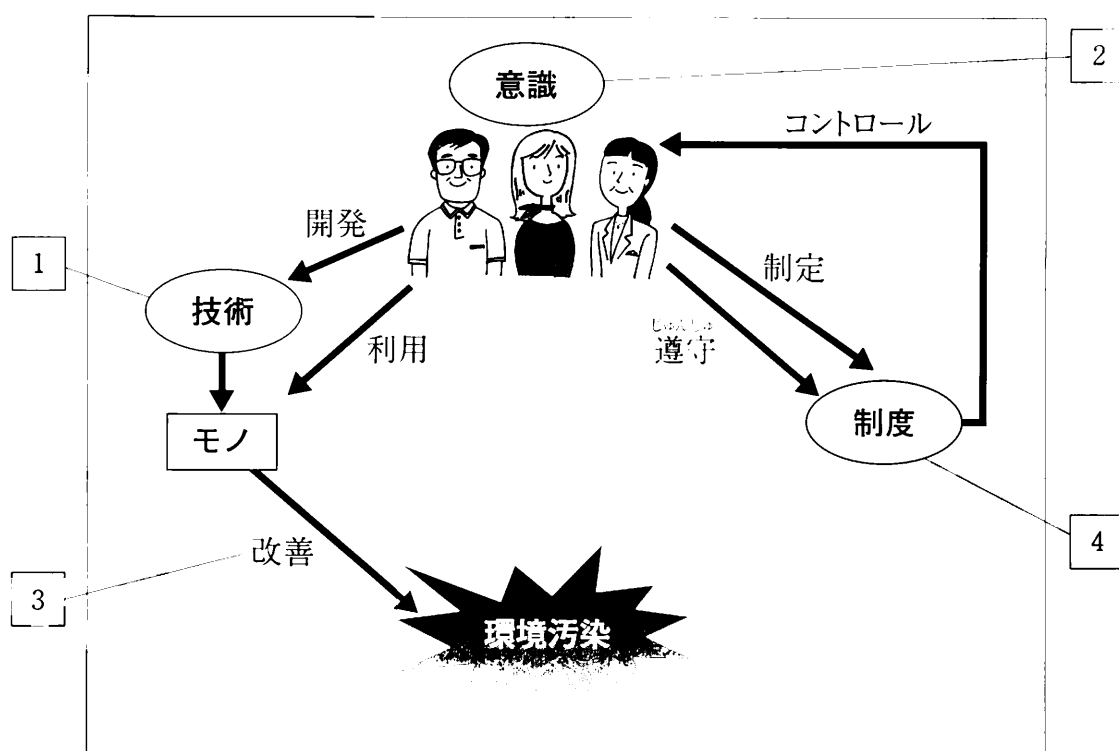 意識
2
コントロール
開発
制定
1
技術
利用
じゅんしゅ
遵守
モノ
制度
改善
4
3
環境汚染